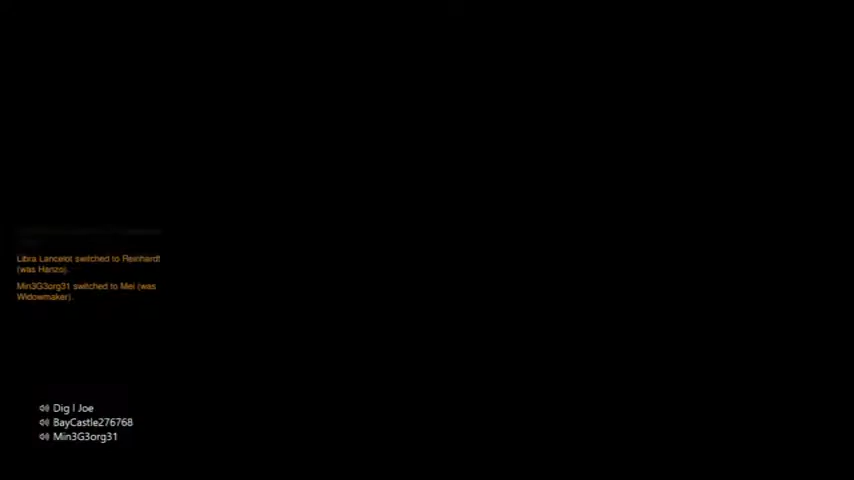 Libra Lancelot switched to Reinhardt
(was Hanzo).
Min3G3org31 switched to Mei (was
Widowmaker).
Dig I Joe
BayCastle276768
Min3G3org31